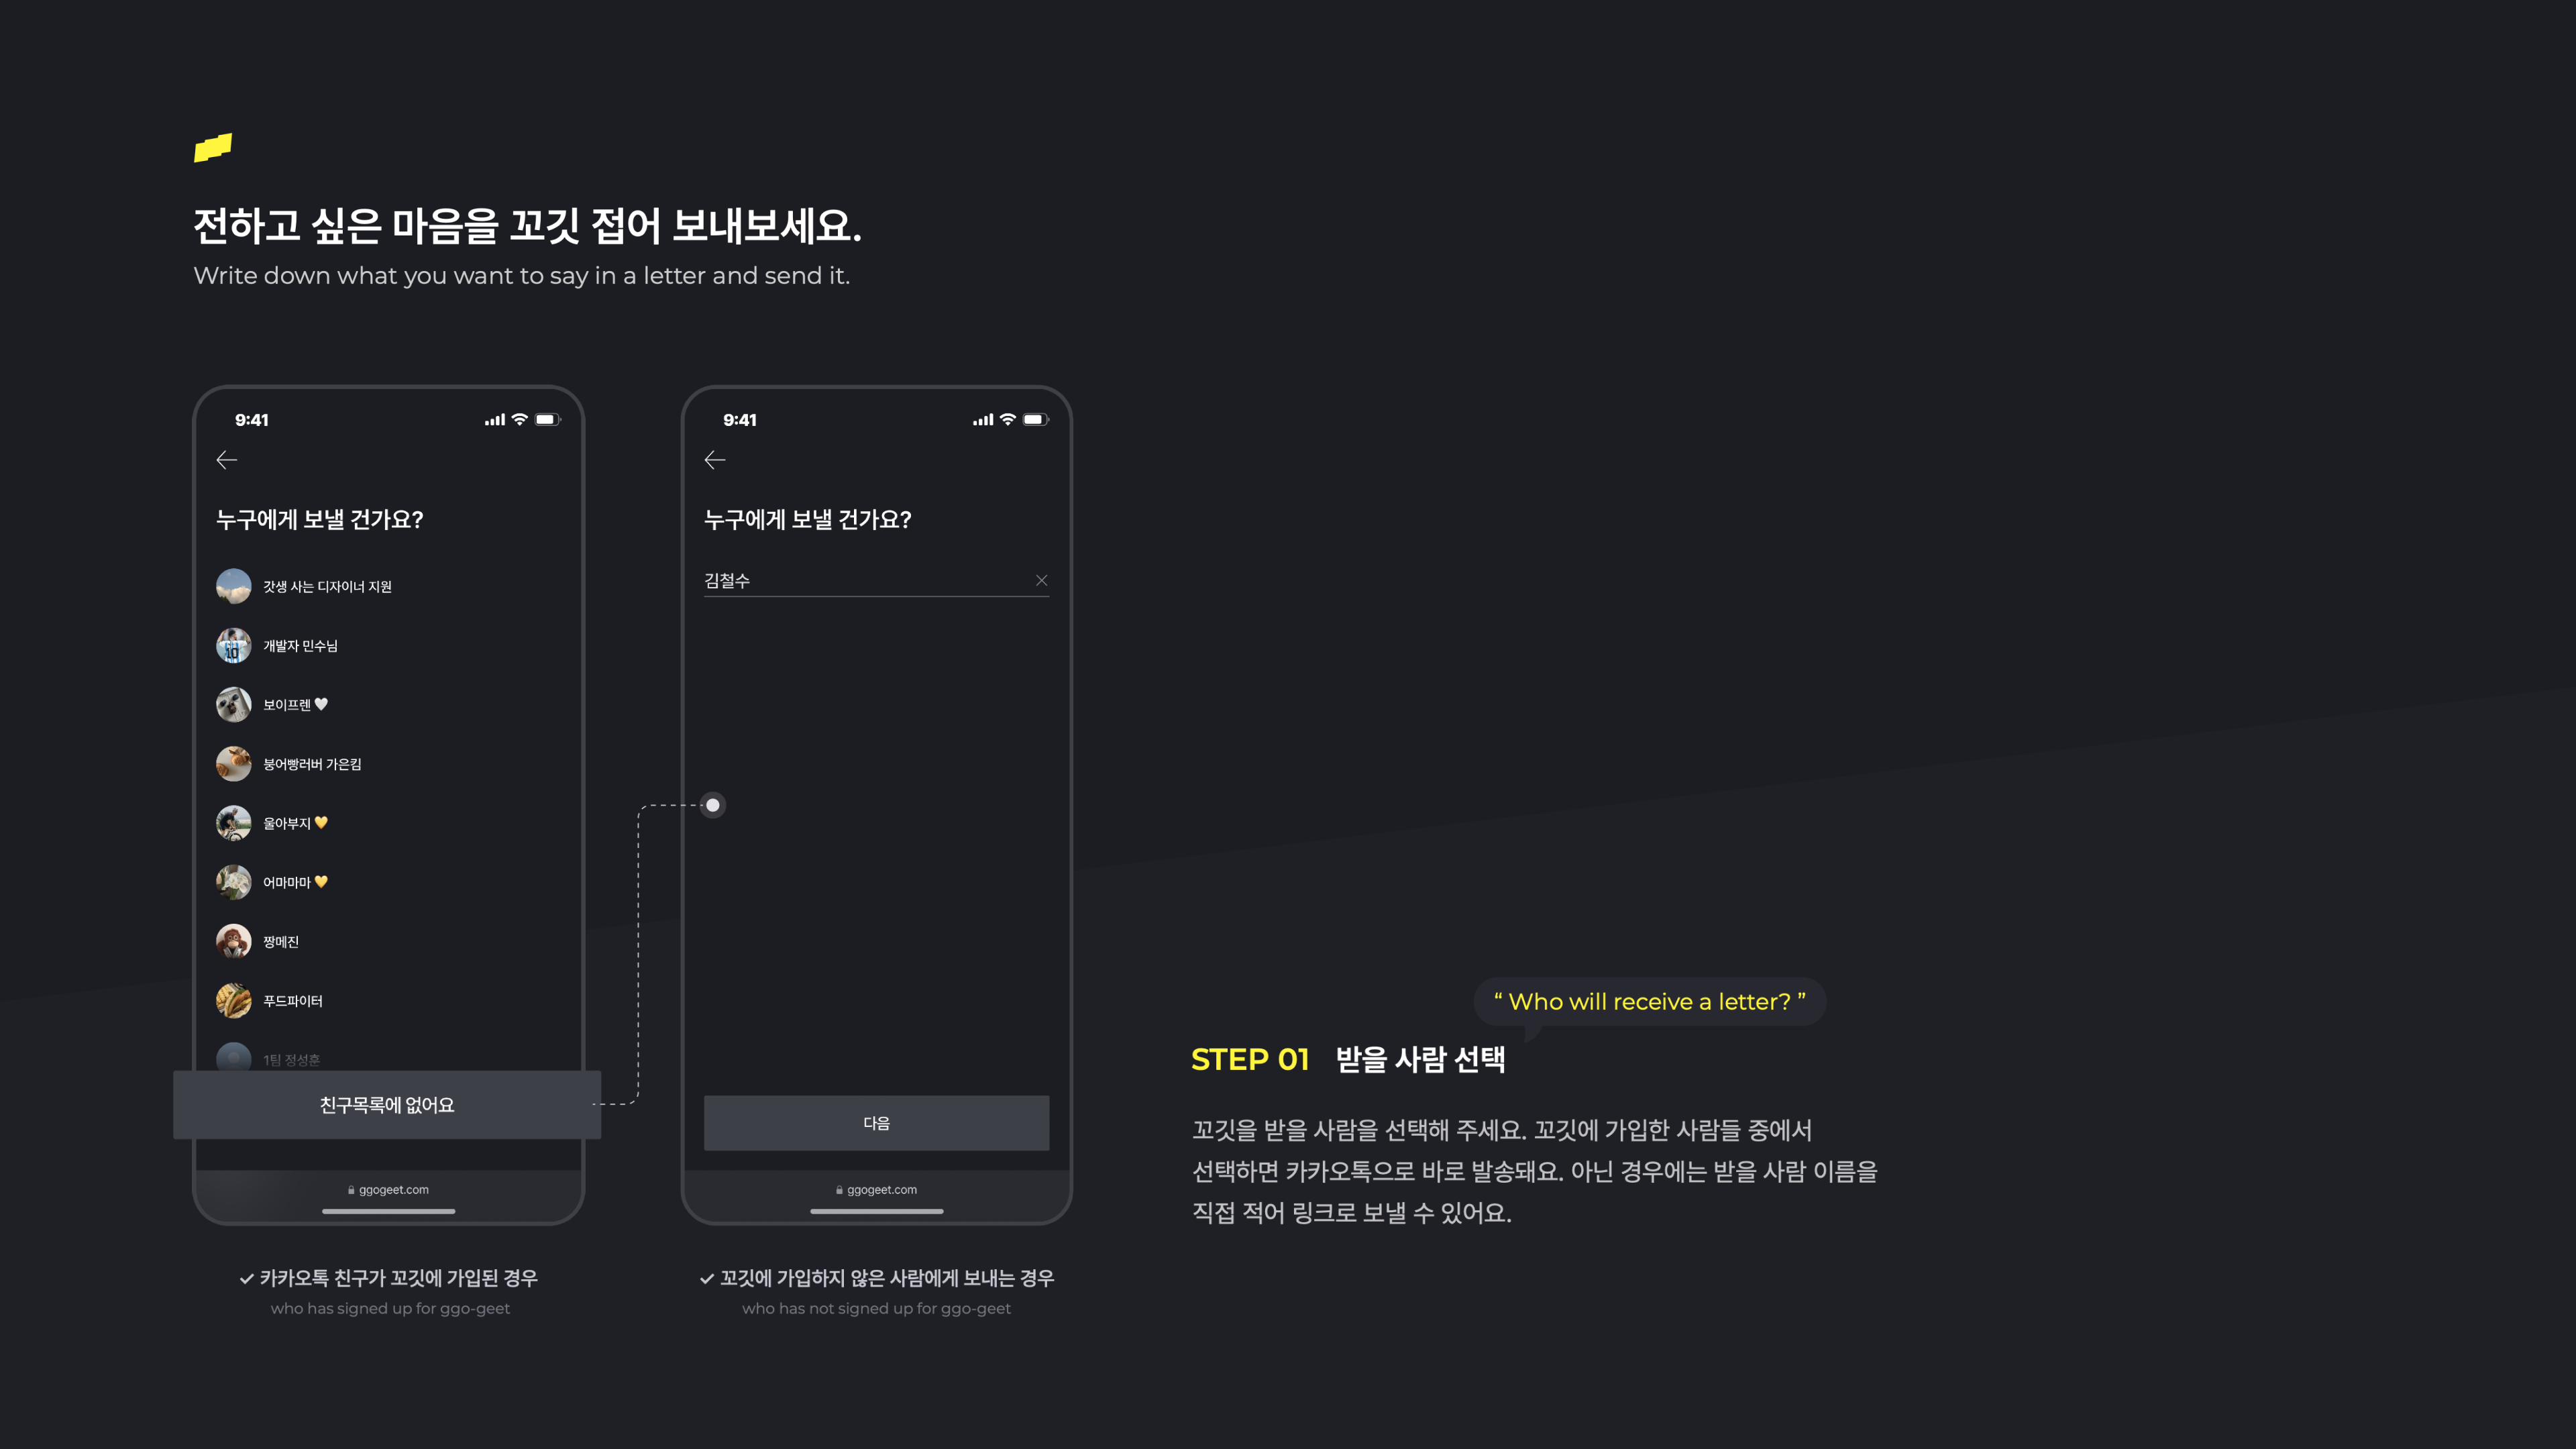 전하고 싶은 마음을 꼬깃 접어 보내보세요.
Write down what you want to say in a letter and send it.
9:41
누구에게 보낼 건가요?
갓생 사는 디자이너 지원
개발자 민수님
10
보이프렌🤍
붕어빵러버 가은킴
울아부지💛
어마마마💛
짱메진
푸드파이터
1팀 정성훈
친구목록에 없어요
ggogeet.com
✓ 카카오톡 친구가 꼬깃에 가입된 경우
who has signed up for ggo-geet
9:41
누구에게 보낼 건가요?
김철수
다음
ggogeet.com
✓ 꼬깃에 가입하지 않은 사람에게 보내는 경우
who has not signed up for ggo-geet
“ Who will receive a letter? ”
STEP 01 받을 사람 선택
꼬깃을 받을 사람을 선택해 주세요. 꼬깃에 가입한 사람들 중에서
선택하면 카카오톡으로 바로 발송돼요. 아닌 경우에는 받을 사람 이름을
직접 적어 링크로 보낼 수 있어요.